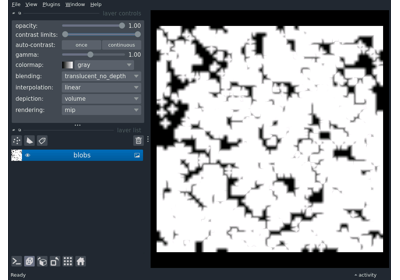 File View Plugins Window Help
layer controls
opacity: 1.00
contrast limits:
auto-contrast: once continuous
gamma: 1.00
colormap: gray
blending: translucent_no_depth
interpolation: linear
depiction: volume
rendering: mip
layer list
blobs
Ready activity